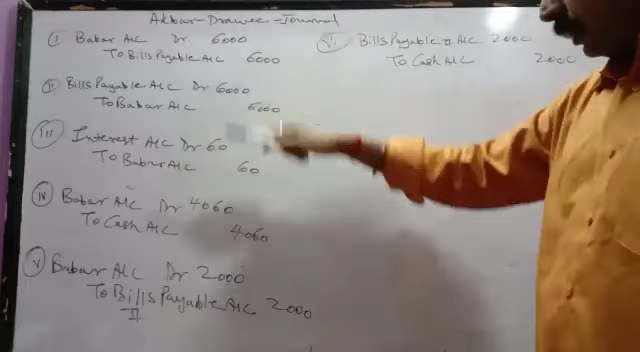 Akbar-Drawee-Journal
I Babar A/C Dr 6000
To Bills Payable A/C 6000
II Bills Payable A/C Dr 6000
To Babar A/C 6000
III Interest A/C Dr 60
To Babar A/C 60
IV Babar A/C Dr 4060
To Cash A/C 4060
V Babar A/C Dr 2000
To Bills Payable A/C 2000
II
Bills Payable II A/C 2000
To Cash A/C 2000